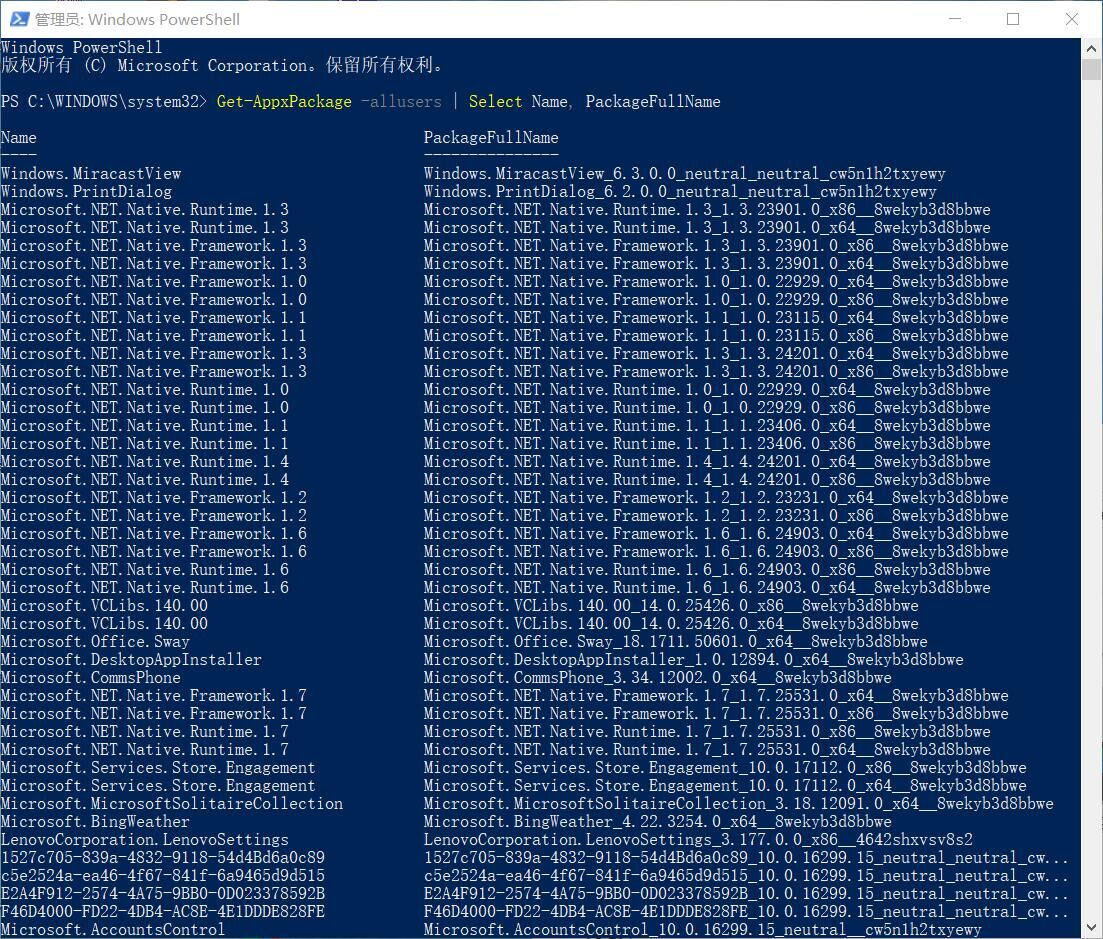 管理员: Windows PowerShell
Windows PowerShell
版权所有 (C) Microsoft Corporation。保留所有权利。
PS C:\WINDOWS\system32> Get-AppxPackage -allusers | Select Name, PackageFullName
Name PackageFullName
---- ---------------
Windows.MiracastView Windows.MiracastView_6.3.0.0_neutral_neutral_cw5n1h2txyewy
Windows.PrintDialog Windows.PrintDialog_6.2.0.0_neutral_neutral_cw5n1h2txyewy
Microsoft.NET.Native.Runtime.1.3 Microsoft.NET.Native.Runtime.1.3_1.3.23901.0_x86__8wekyb3d8bbwe
Microsoft.NET.Native.Runtime.1.3 Microsoft.NET.Native.Runtime.1.3_1.3.23901.0_x64__8wekyb3d8bbwe
Microsoft.NET.Native.Framework.1.3 Microsoft.NET.Native.Framework.1.3_1.3.23901.0_x86__8wekyb3d8bbwe
Microsoft.NET.Native.Framework.1.3 Microsoft.NET.Native.Framework.1.3_1.3.23901.0_x64__8wekyb3d8bbwe
Microsoft.NET.Native.Framework.1.0 Microsoft.NET.Native.Framework.1.0_1.0.22929.0_x64__8wekyb3d8bbwe
Microsoft.NET.Native.Framework.1.0 Microsoft.NET.Native.Framework.1.0_1.0.22929.0_x86__8wekyb3d8bbwe
Microsoft.NET.Native.Framework.1.1 Microsoft.NET.Native.Framework.1.1_1.0.23115.0_x64__8wekyb3d8bbwe
Microsoft.NET.Native.Framework.1.1 Microsoft.NET.Native.Framework.1.1_1.0.23115.0_x86__8wekyb3d8bbwe
Microsoft.NET.Native.Framework.1.3 Microsoft.NET.Native.Framework.1.3_1.3.24201.0_x64__8wekyb3d8bbwe
Microsoft.NET.Native.Framework.1.3 Microsoft.NET.Native.Framework.1.3_1.3.24201.0_x86__8wekyb3d8bbwe
Microsoft.NET.Native.Runtime.1.0 Microsoft.NET.Native.Runtime.1.0_1.0.22929.0_x64__8wekyb3d8bbwe
Microsoft.NET.Native.Runtime.1.0 Microsoft.NET.Native.Runtime.1.0_1.0.22929.0_x86__8wekyb3d8bbwe
Microsoft.NET.Native.Runtime.1.1 Microsoft.NET.Native.Runtime.1.1_1.1.23406.0_x64__8wekyb3d8bbwe
Microsoft.NET.Native.Runtime.1.1 Microsoft.NET.Native.Runtime.1.1_1.1.23406.0_x86__8wekyb3d8bbwe
Microsoft.NET.Native.Runtime.1.4 Microsoft.NET.Native.Runtime.1.4_1.4.24201.0_x64__8wekyb3d8bbwe
Microsoft.NET.Native.Runtime.1.4 Microsoft.NET.Native.Runtime.1.4_1.4.24201.0_x86__8wekyb3d8bbwe
Microsoft.NET.Native.Framework.1.2 Microsoft.NET.Native.Framework.1.2_1.2.23231.0_x64__8wekyb3d8bbwe
Microsoft.NET.Native.Framework.1.2 Microsoft.NET.Native.Framework.1.2_1.2.23231.0_x86__8wekyb3d8bbwe
Microsoft.NET.Native.Framework.1.6 Microsoft.NET.Native.Framework.1.6_1.6.24903.0_x64__8wekyb3d8bbwe
Microsoft.NET.Native.Framework.1.6 Microsoft.NET.Native.Framework.1.6_1.6.24903.0_x86__8wekyb3d8bbwe
Microsoft.NET.Native.Runtime.1.6 Microsoft.NET.Native.Runtime.1.6_1.6.24903.0_x86__8wekyb3d8bbwe
Microsoft.NET.Native.Runtime.1.6 Microsoft.NET.Native.Runtime.1.6_1.6.24903.0_x64__8wekyb3d8bbwe
Microsoft.VCLibs.140.00 Microsoft.VCLibs.140.00_14.0.25426.0_x86__8wekyb3d8bbwe
Microsoft.VCLibs.140.00 Microsoft.VCLibs.140.00_14.0.25426.0_x64__8wekyb3d8bbwe
Microsoft.Office.Sway Microsoft.Office.Sway_18.1711.50601.0_x64__8wekyb3d8bbwe
Microsoft.DesktopAppInstaller Microsoft.DesktopAppInstaller_1.0.12894.0_x64__8wekyb3d8bbwe
Microsoft.CommsPhone Microsoft.CommsPhone_3.34.12002.0_x64__8wekyb3d8bbwe
Microsoft.NET.Native.Framework.1.7 Microsoft.NET.Native.Framework.1.7_1.7.25531.0_x64__8wekyb3d8bbwe
Microsoft.NET.Native.Framework.1.7 Microsoft.NET.Native.Framework.1.7_1.7.25531.0_x86__8wekyb3d8bbwe
Microsoft.NET.Native.Runtime.1.7 Microsoft.NET.Native.Runtime.1.7_1.7.25531.0_x86__8wekyb3d8bbwe
Microsoft.NET.Native.Runtime.1.7 Microsoft.NET.Native.Runtime.1.7_1.7.25531.0_x64__8wekyb3d8bbwe
Microsoft.Services.Store.Engagement Microsoft.Services.Store.Engagement_10.0.17112.0_x86__8wekyb3d8bbwe
Microsoft.Services.Store.Engagement Microsoft.Services.Store.Engagement_10.0.17112.0_x64__8wekyb3d8bbwe
Microsoft.MicrosoftSolitaireCollection Microsoft.MicrosoftSolitaireCollection_3.18.12091.0_x64__8wekyb3d8bbwe
Microsoft.BingWeather Microsoft.BingWeather_4.22.3254.0_x64__8wekyb3d8bbwe
LenovoCorporation.LenovoSettings LenovoCorporation.LenovoSettings_3.177.0.0_x86__4642shxvsv8s2
1527c705-839a-4832-9118-54d4Bd6a0c89 1527c705-839a-4832-9118-54d4Bd6a0c89_10.0.16299.15_neutral_neutral_cw...
c5e2524a-ea46-4f67-841f-6a9465d9d515 c5e2524a-ea46-4f67-841f-6a9465d9d515_10.0.16299.15_neutral_neutral_cw...
E2A4F912-2574-4A75-9BB0-0D023378592B E2A4F912-2574-4A75-9BB0-0D023378592B_10.0.16299.15_neutral_neutral_cw...
F46D4000-FD22-4DB4-AC8E-4E1DDDE828FE F46D4000-FD22-4DB4-AC8E-4E1DDDE828FE_10.0.16299.15_neutral_neutral_cw...
Microsoft.AccountsControl Microsoft.AccountsControl_10.0.16299.15_neutral__cw5n1h2txyewy